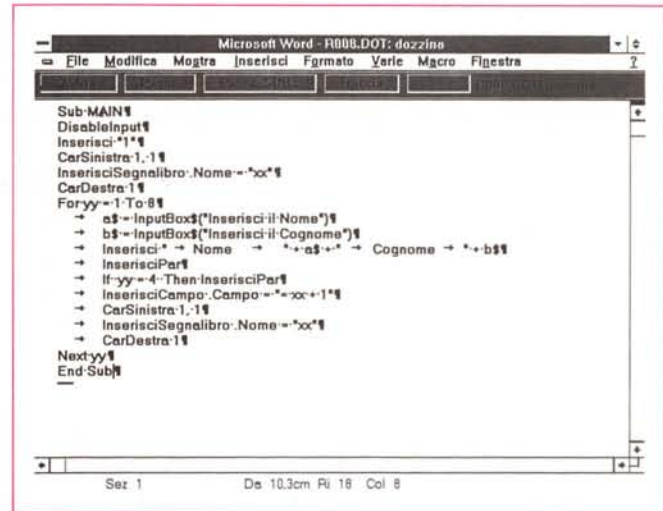 Microsoft Word - R008.DOT: dozzina
File Modifica Mostra Inserisci Formato Varie Macro Finestra ?
Sub·MAIN¶
DisableInput¶
Inserisci·"1"¶
CarSinistra·1,·1¶
InserisciSegnalibro·.Nome·=·"xx"¶
CarDestra·1¶
For·yy·=·1·To·8¶
→ a$·=·InputBox$("Inserisci·il·Nome")¶
→ b$·=·InputBox$("Inserisci·il·Cognome")¶
→ Inserisci·" → Nome → "·+·a$·+·" → Cognome → "·+·b$¶
→ InserisciPar¶
→ If·yy·=·4··Then·InserisciPar¶
→ InserisciCampo·.Campo·=·"=·xx·+·1"¶
→ CarSinistra·1,·1¶
→ InserisciSegnalibro·.Nome·=·"xx"¶
→ CarDestra·1¶
Next·yy¶
End·Sub¶
Sez 1 Da 10,3cm Ri 18 Col 8